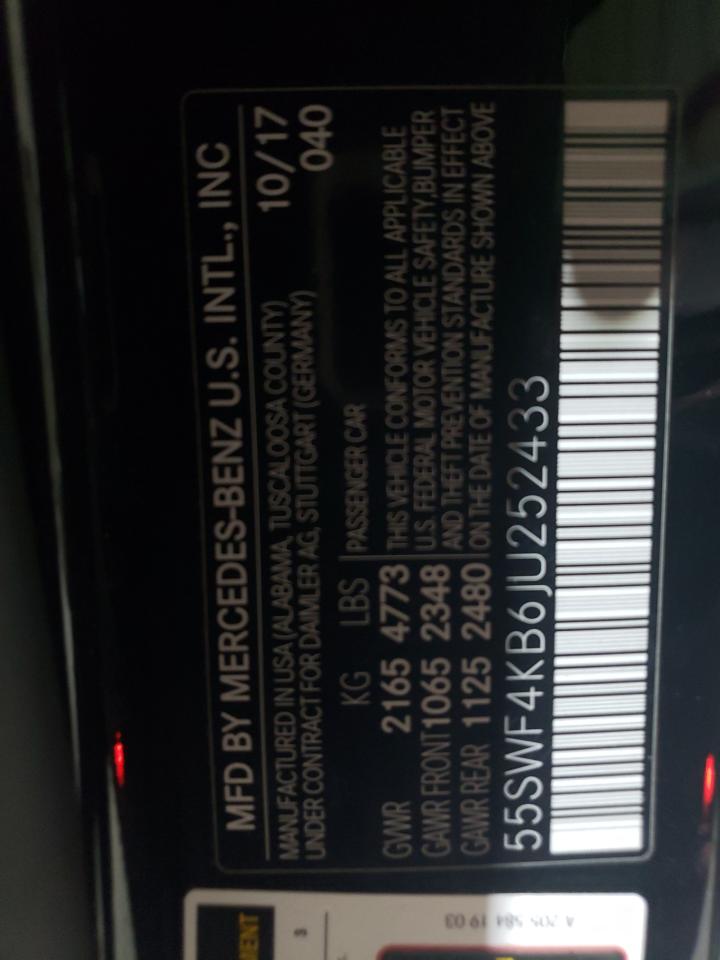 MFD BY MERCEDES-BENZ U.S. INTL., INC
MANUFACTURED IN USA (ALABAMA, TUSCALOOSA COUNTY) 10/17
UNDER CONTRACT FOR DAIMLER AG, STUTTGART (GERMANY) 040
KG LBS PASSENGER CAR
GVWR 2165 4773 THIS VEHICLE CONFORMS TO ALL APPLICABLE
GAWR FRONT 1065 2348 U.S. FEDERAL MOTOR VEHICLE SAFETY,BUMPER
AND THEFT PREVENTION STANDARDS IN EFFECT
GAWR REAR 1125 2480 ON THE DATE OF MANUFACTURE SHOWN ABOVE
55SWF4KB6JU252433
A 205 584 19 03
3